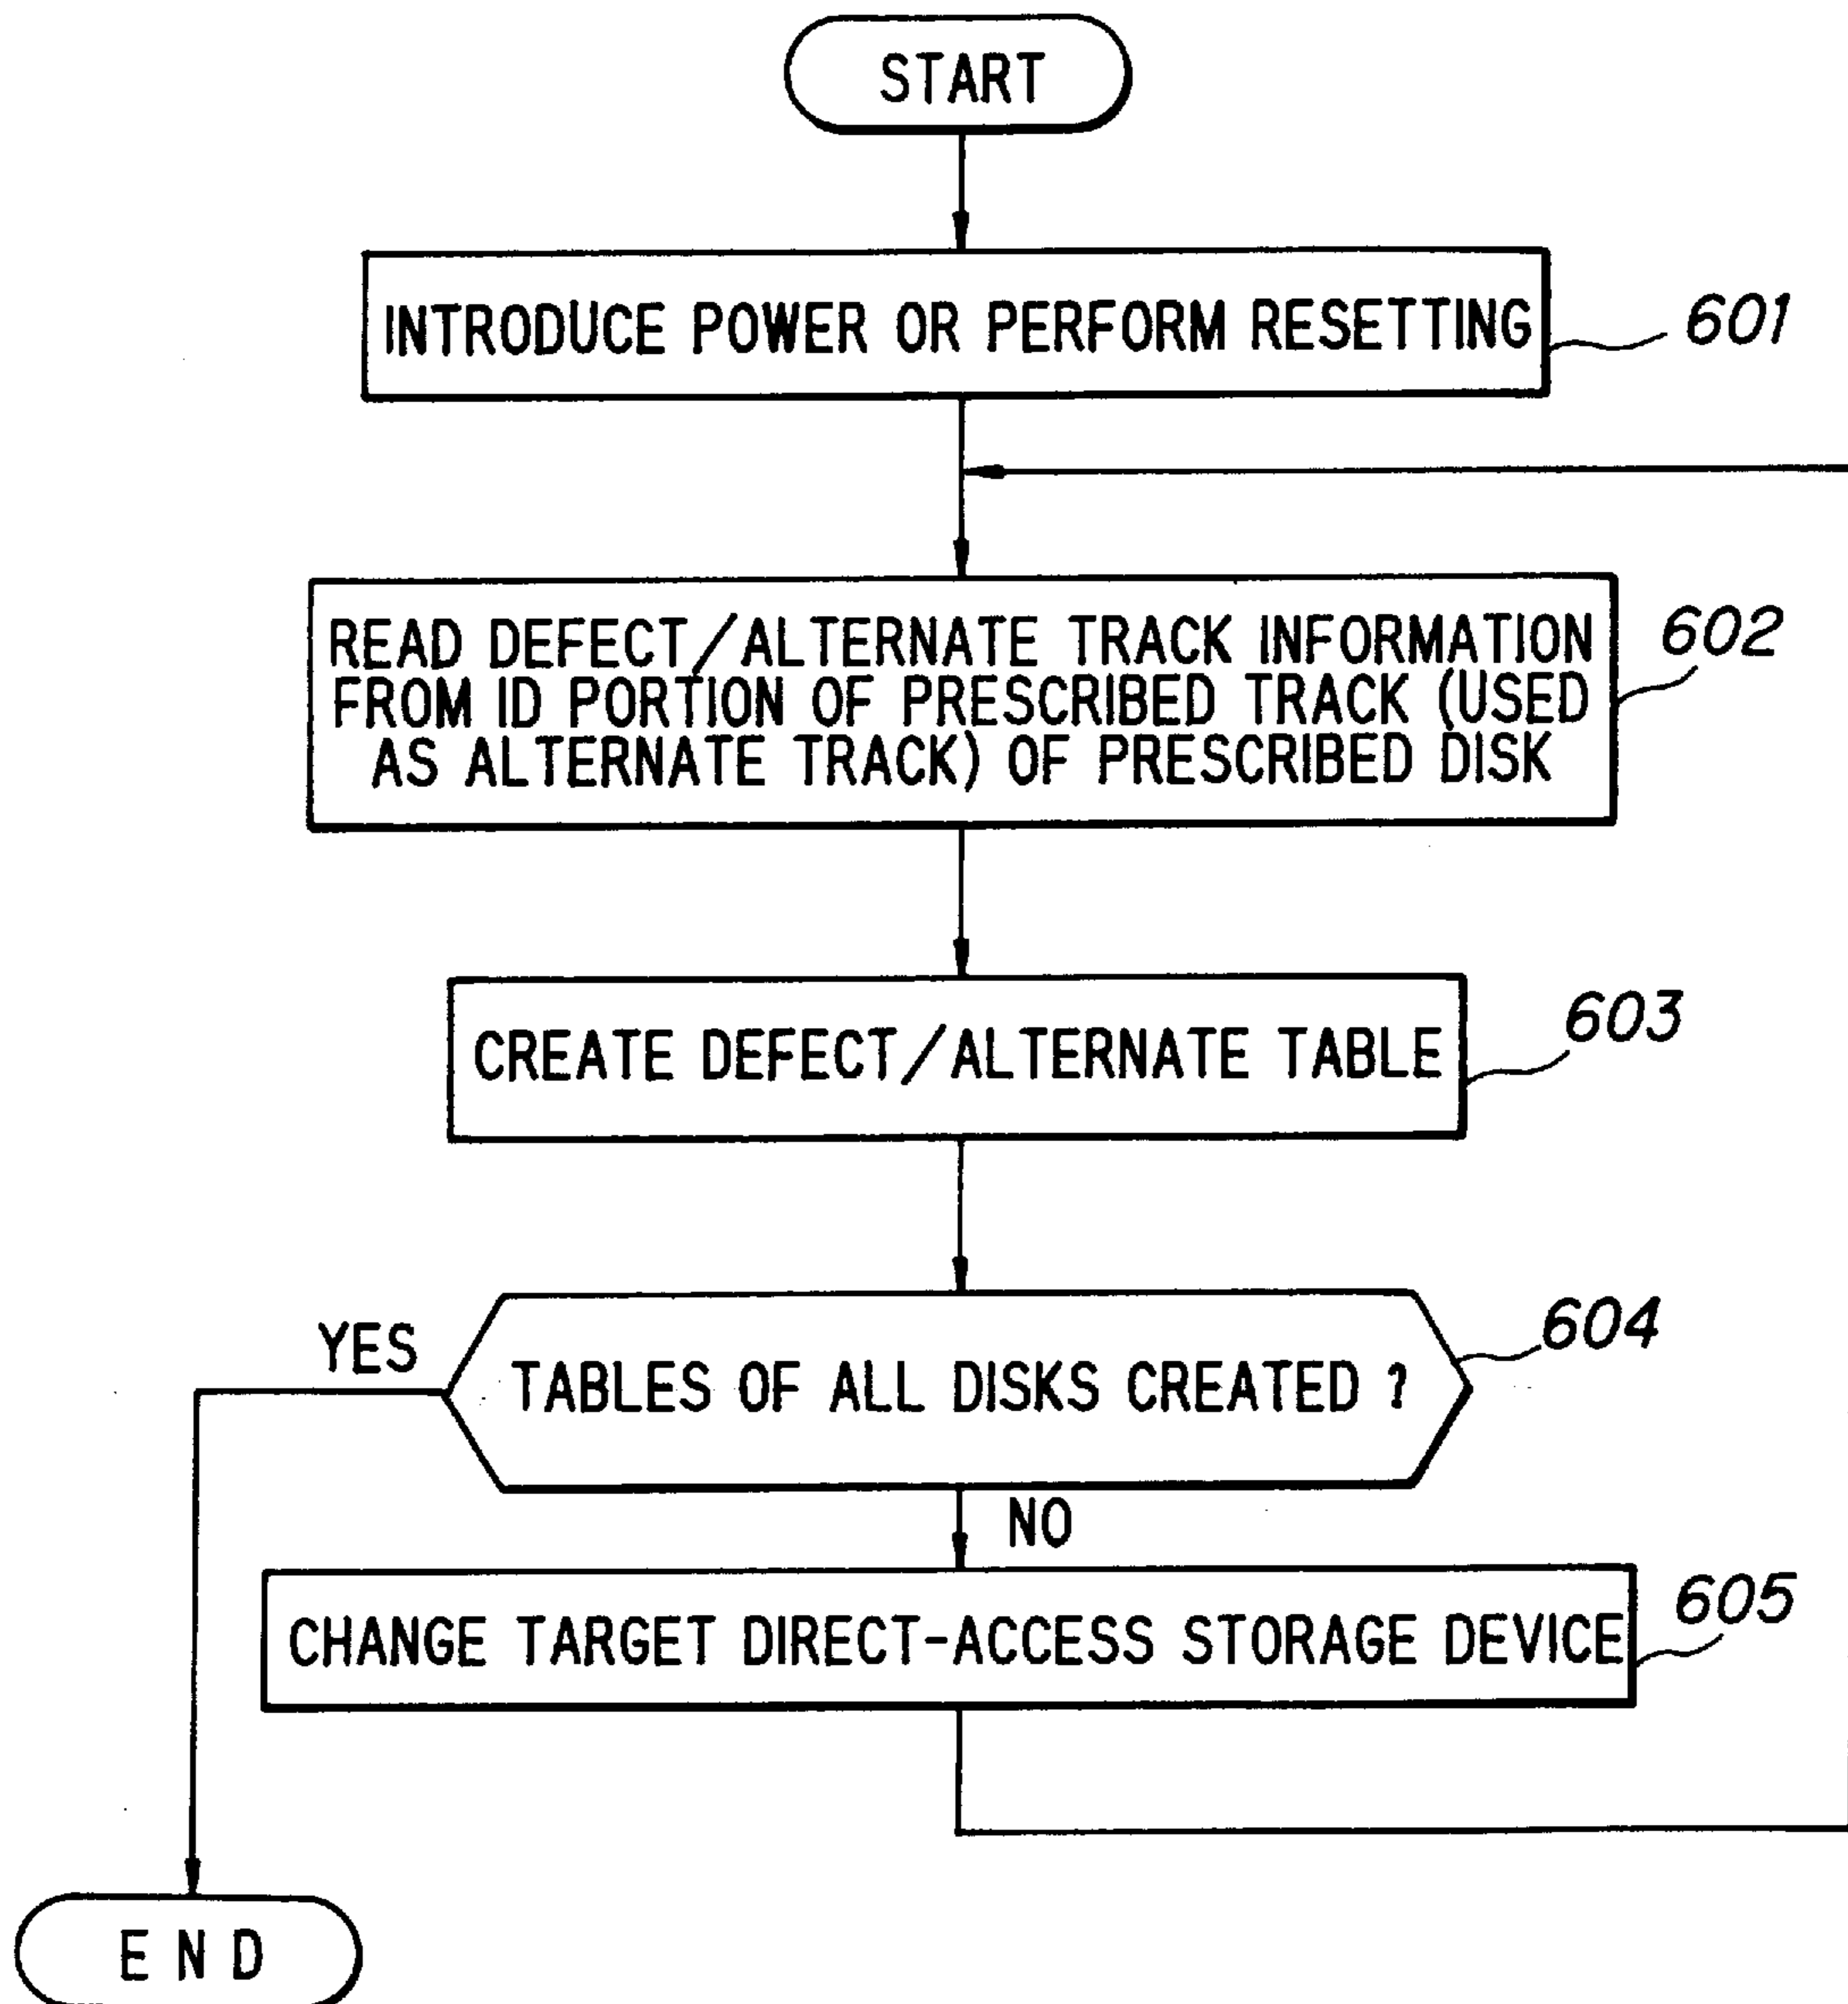 START
INTRODUCE POWER OR PERFORM RESETTING
601
READ DEFECT/ALTERNATE TRACK INFORMATION
FROM ID PORTION OF PRESCRIBED TRACK (USED
AS ALTERNATE TRACK) OF PRESCRIBED DISK
602
CREATE DEFECT/ALTERNATE TABLE
603
YES
TABLES OF ALL DISKS CREATED ?
604
NO
CHANGE TARGET DIRECT-ACCESS STORAGE DEVICE
605
END